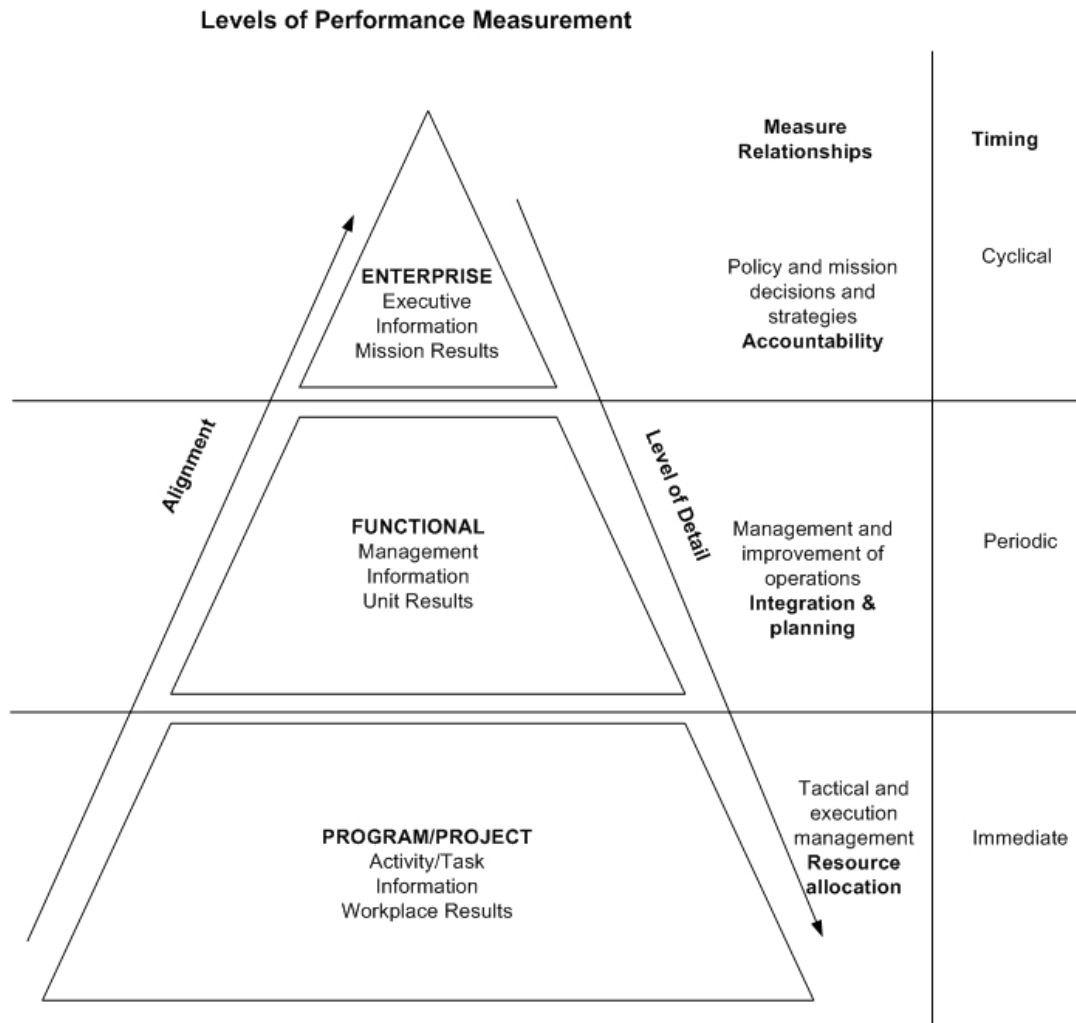 Levels of Performance Measurement
Measure
Relationships
Timing
ENTERPRISE
Executive
Information
Mission Results
Policy and mission
decisions and
strategies
Accountability
Cyclical
Alignment
Level of Detail
FUNCTIONAL
Management
Information
Unit Results
Management and
improvement of
operations
Integration &
planning
Periodic
PROGRAM/PROJECT
Activity/Task
Information
Workplace Results
Tactical and
execution
management
Resource
allocation
Immediate